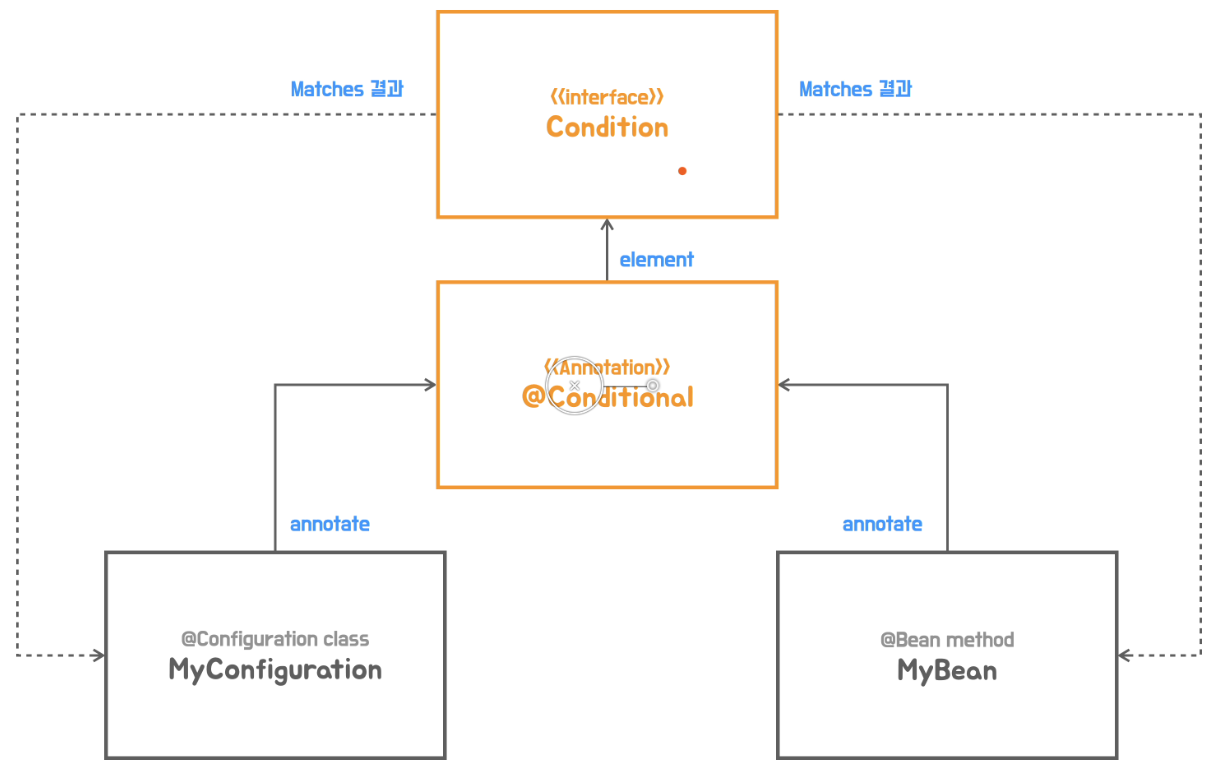 Matches 결과
Matches 결과
<<interface>>
Condition
element
<<Annotation>>
@Conditional
annotate
annotate
@Configuration class
MyConfiguration
@Bean method
MyBean